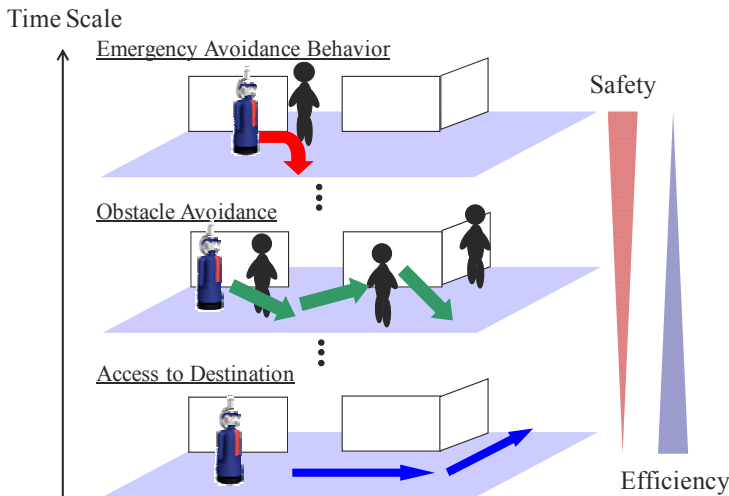 Time Scale
Emergency Avoidance Behavior
Safety
Obstacle Avoidance
Access to Destination
Efficiency